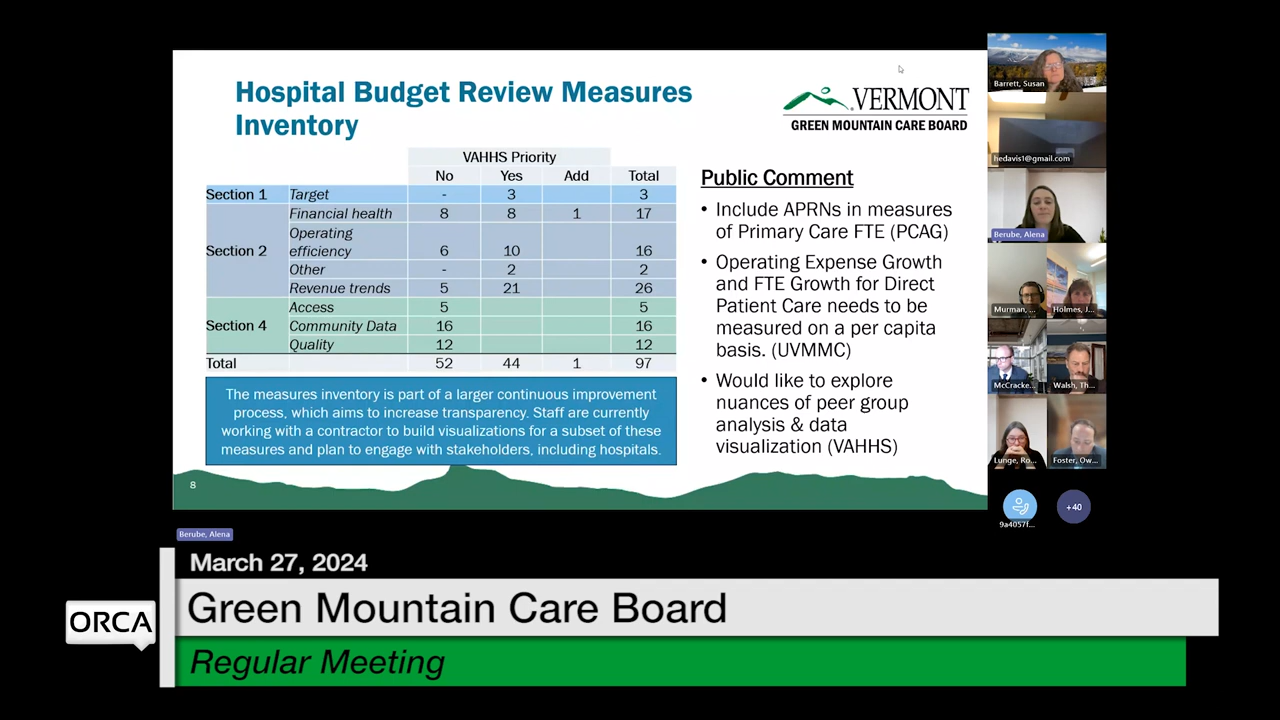 Hospital Budget Review Measures
Inventory
VERMONT
GREEN MOUNTAIN CARE BOARD
VAHHS Priority
No Yes Add Total
Section 1 Target - 3 3
Financial health 8 8 1 17
Operating
Section 2 efficiency 6 10 16
Other - 2 2
Revenue trends 5 21 26
Access 5 5
Section 4 Community Data 16 16
Quality 12 12
Total 52 44 1 97
The measures inventory is part of a larger continuous improvement
process, which aims to increase transparency. Staff are currently
working with a contractor to build visualizations for a subset of these
measures and plan to engage with stakeholders, including hospitals.
Public Comment
• Include APRNs in measures
of Primary Care FTE (PCAG)
• Operating Expense Growth
and FTE Growth for Direct
Patient Care needs to be
measured on a per capita
basis. (UVMMC)
• Would like to explore
nuances of peer group
analysis & data
visualization (VAHHS)
8
Barrett, Susan
hedavis1@gmail.com
Berube, Alena
Murman, ...
Holmes, J...
McCracke...
Walsh, Th...
Lunge, Ro...
Foster, Ow...
9a4057f...
+40
Berube, Alena
March 27, 2024
ORCA
Green Mountain Care Board
Regular Meeting